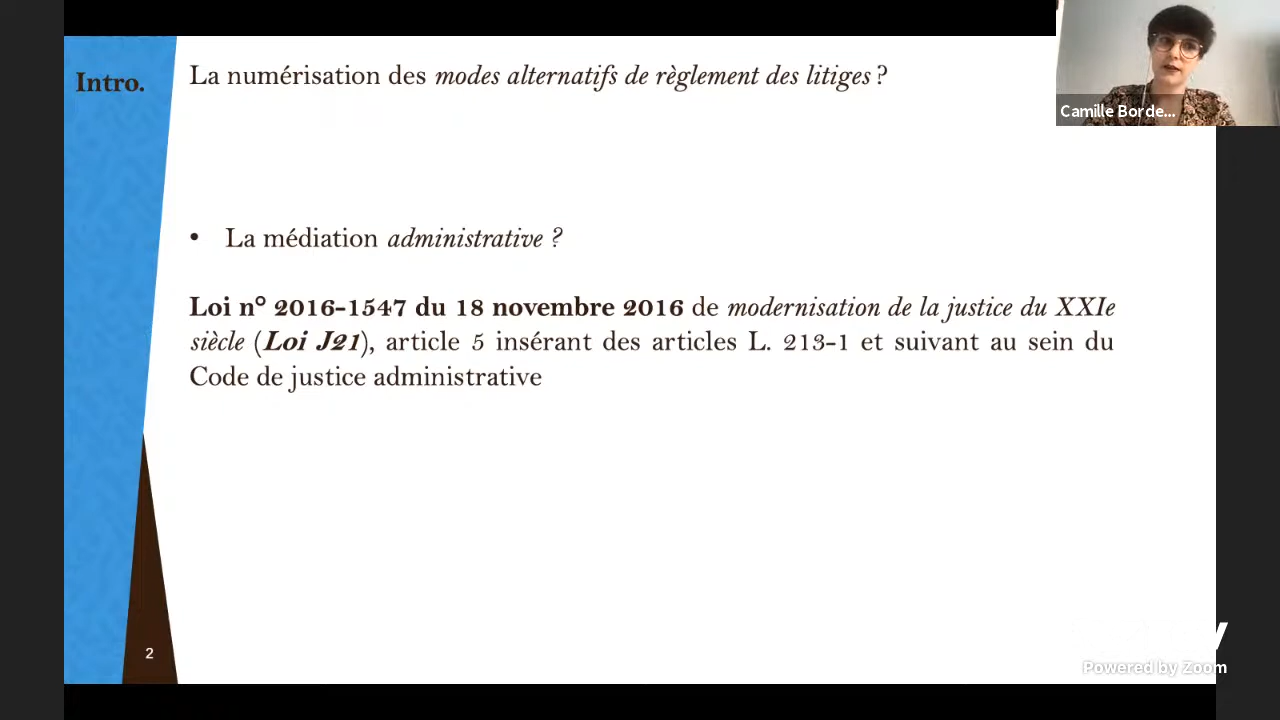 Intro.
La numérisation des modes alternatifs de règlement des litiges ?
Camille Borde...
• La médiation administrative ?
Loi n° 2016-1547 du 18 novembre 2016 de modernisation de la justice du XXIe
siècle (Loi J21), article 5 insérant des articles L. 213-1 et suivant au sein du
Code de justice administrative
2
Powered by Zoom